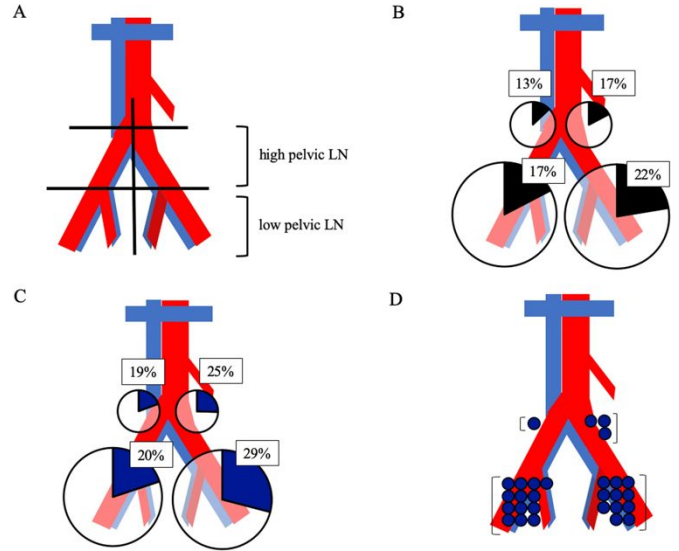 A
high pelvic LN
low pelvic LN
B
13%
17%
17%
22%
C
19%
25%
20%
29%
D